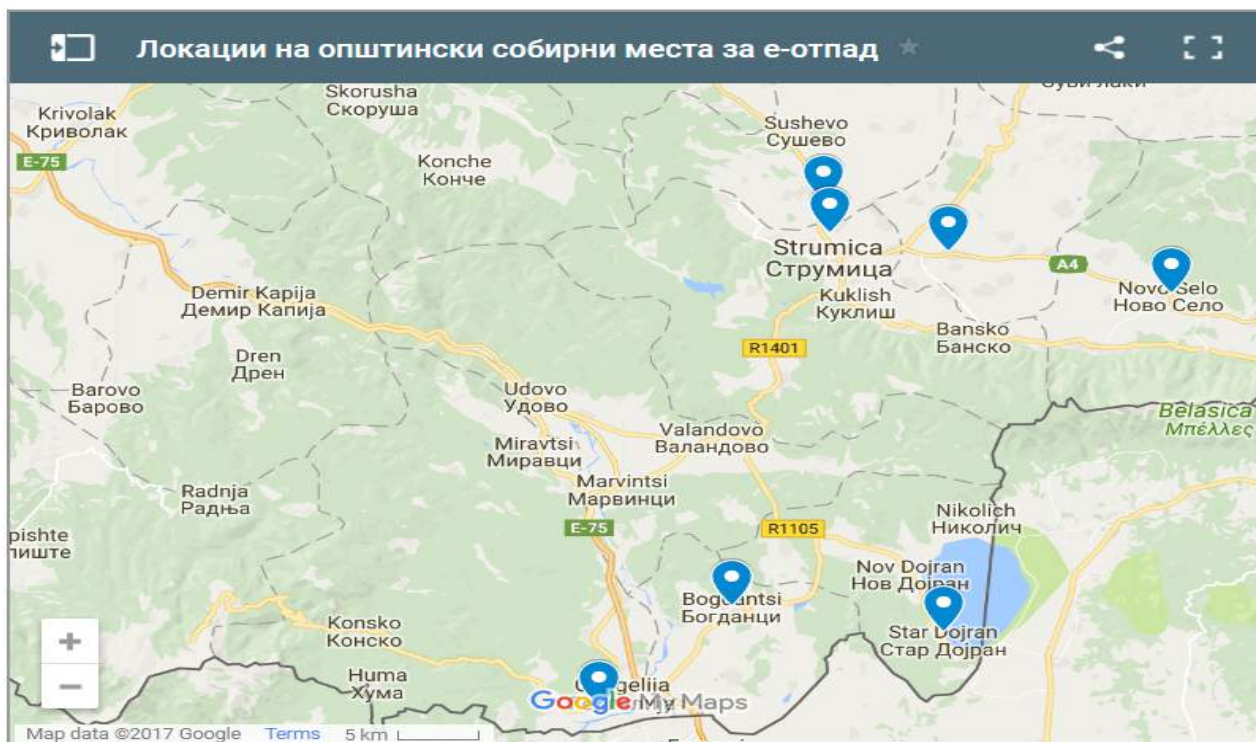 Локации на општински собирни места за е-отпад
Skorusha
Скоруша
Krivolak
Криволак
E-75
Konche
Конче
Sushevo
Сушево
Strumica
Струмица
A4
Novo Selo
Ново Село
Kuklish
Куклиш
Bansko
Банско
Demir Kapija
Демир Капија
R1401
Dren
Дрен
Barovo
Барово
Udovo
Удово
Belasica
Μπέλλες
Valandovo
Валандово
Miravtsi
Миравци
Marvintsi
Марвинци
Radnja
Радња
Nikolich
Николич
pishte
пиште
E-75
R1105
Nov Dojran
Нов Дојран
Bogdantsi
Богданци
Star Dojran
Стар Дојран
Konsko
Конско
Huma
Хума
Google My Maps
Map data ©2017 Google Terms 5 km